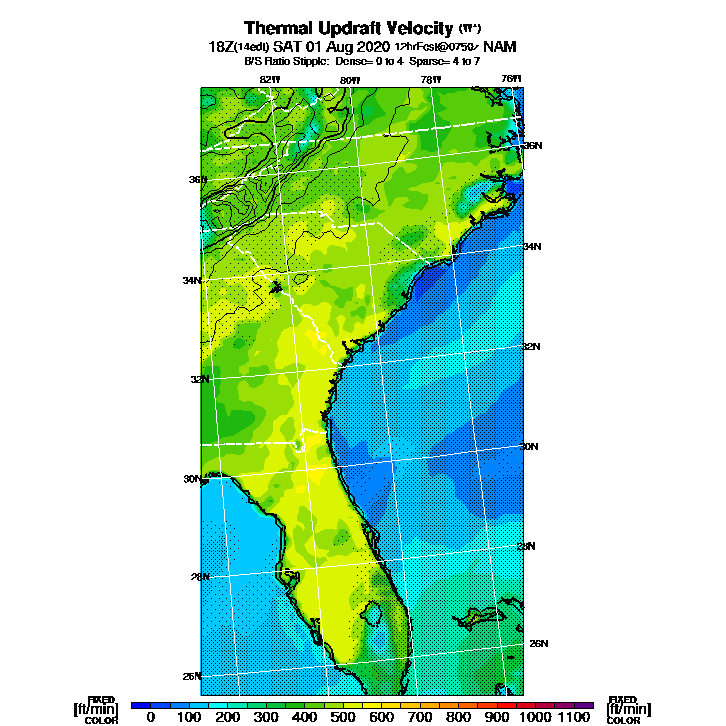 Thermal Updraft Velocity (W*)
18Z(14edt) SAT 01 Aug 2020 12hrFcst@0750z NAM
B/S Ratio Stipple: Dense= 0 to 4 Sparse= 4 to 7
82W 80W 78W 76W
36N
36N
34N
34N
32N
32N
30N
30N
28N
28N
26N
26N
FIXED FIXED
[ft/min] 0 100 200 300 400 500 600 700 800 900 1000 1100 [ft/min]
COLOR COLOR